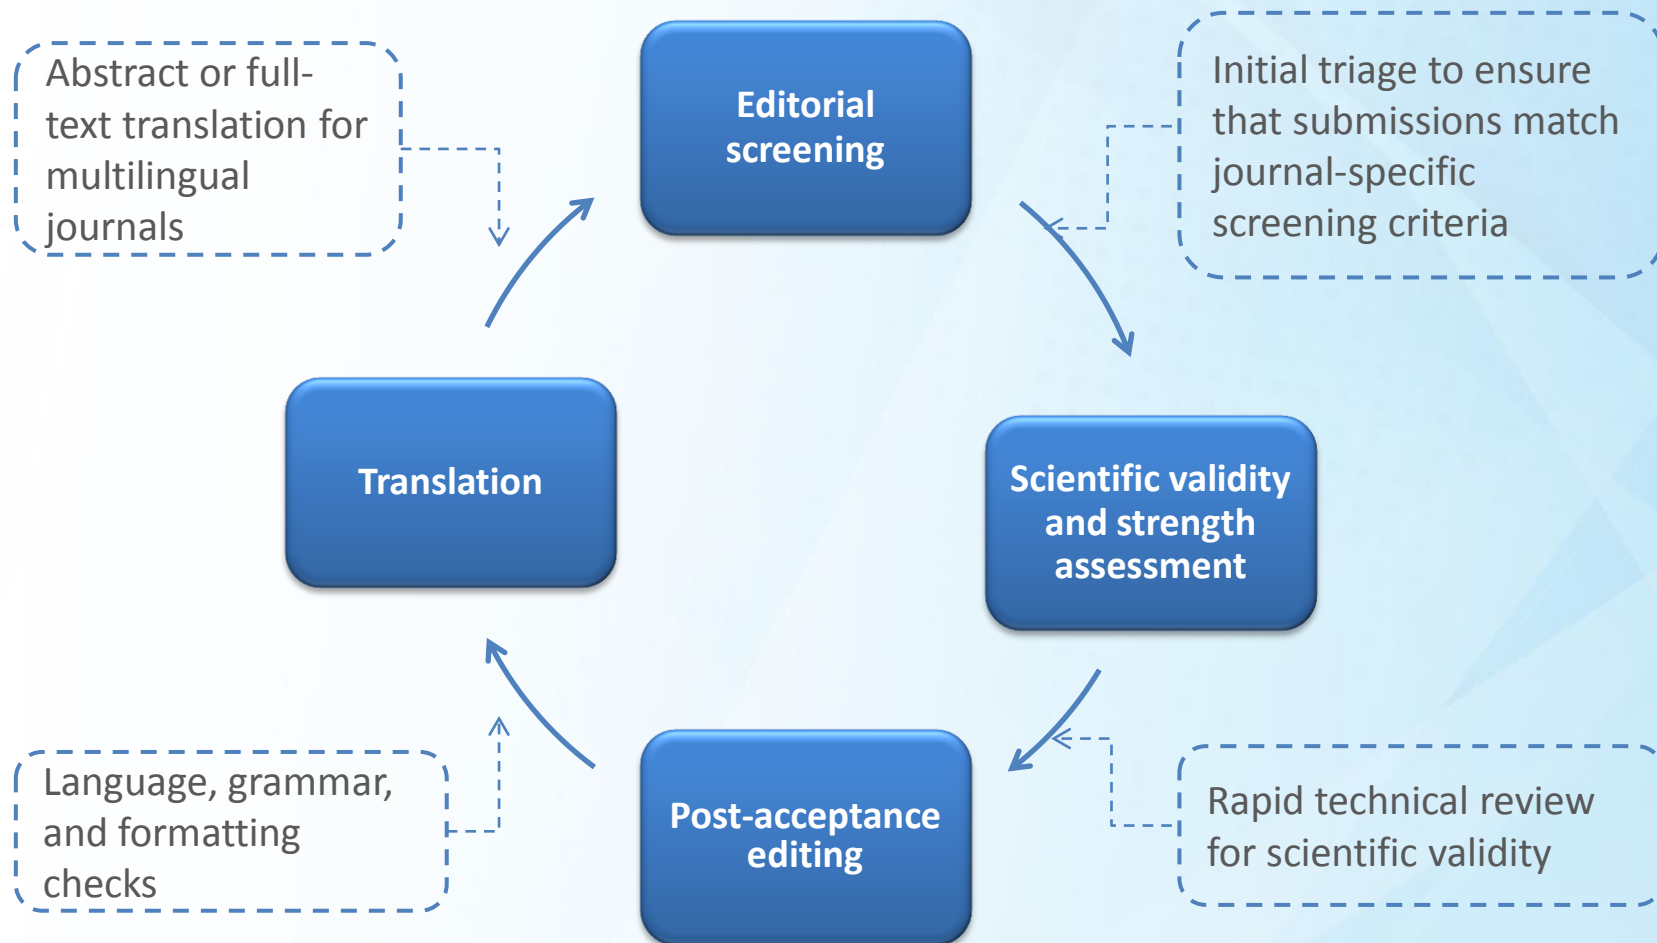 Abstract or full-
text translation for
multilingual
journals
Editorial
screening
Initial triage to ensure
that submissions match
journal-specific
screening criteria
Translation
Scientific validity
and strength
assessment
Language, grammar,
and formatting
checks
Post-acceptance
editing
Rapid technical review
for scientific validity